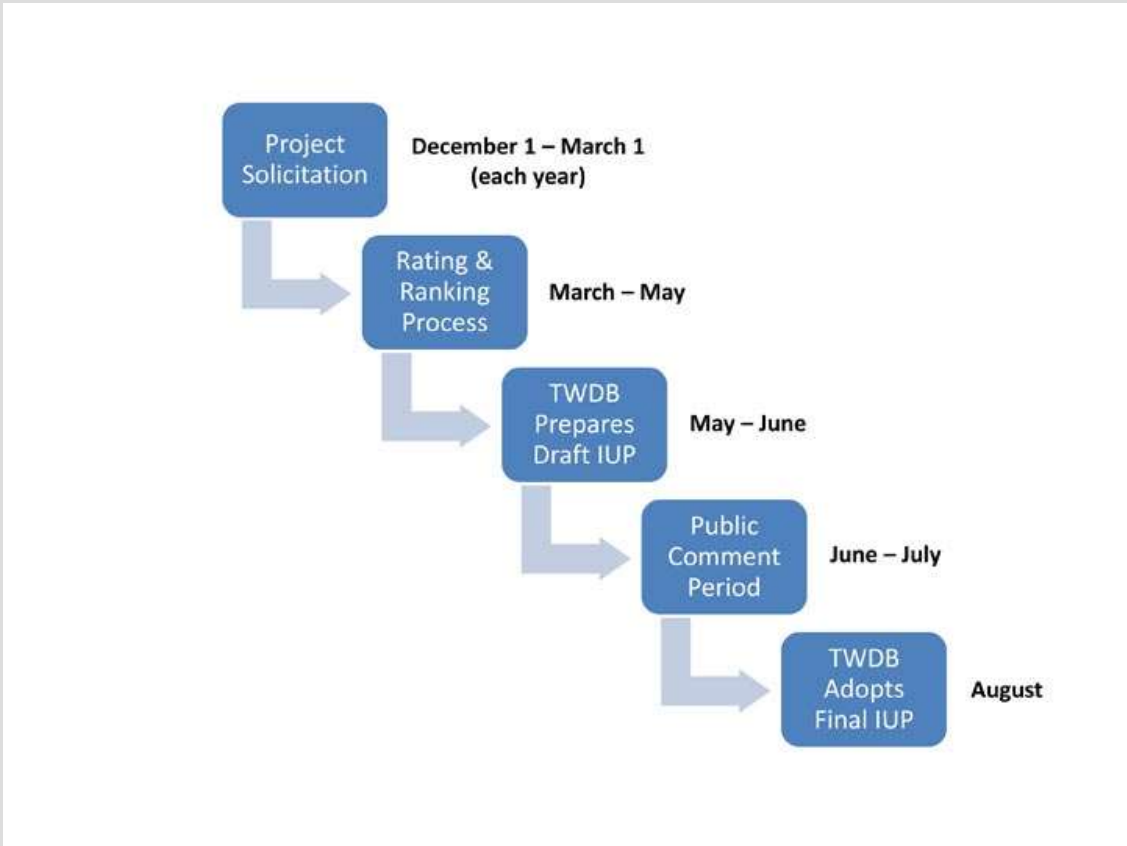 Project
Solicitation
December 1 – March 1
(each year)
Rating &
Ranking
Process
March – May
TWDB
Prepares
Draft IUP
May – June
Public
Comment
Period
June – July
TWDB
Adopts
Final IUP
August